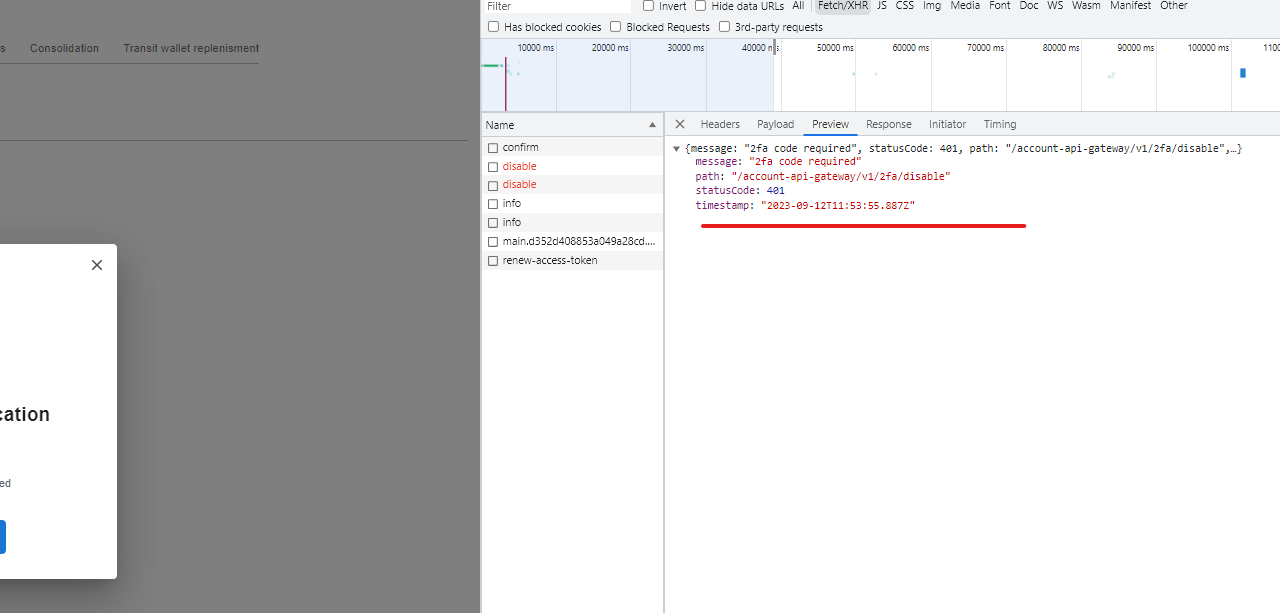 Filter Invert Hide data URLs All Fetch/XHR JS CSS Img Media Font Doc WS Wasm Manifest Other
Has blocked cookies Blocked Requests 3rd-party requests
s Consolidation Transit wallet replenisment
10000 ms 20000 ms 30000 ms 40000 ms 50000 ms 60000 ms 70000 ms 80000 ms 90000 ms 100000 ms 1100
Name
confirm
disable
disable
info
info
main.d352d408853a049a28cd....
renew-access-token
Headers Payload Preview Response Initiator Timing
{message: "2fa code required", statusCode: 401, path: "/account-api-gateway/v1/2fa/disable",…}
message: "2fa code required"
path: "/account-api-gateway/v1/2fa/disable"
statusCode: 401
timestamp: "2023-09-12T11:53:55.887Z"
cation
ed